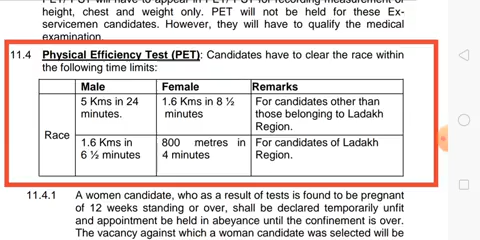 height, chest and weight only. PET will not be held for these Ex-
servicemen candidates. However, they will have to qualify the medical
examination.
11.4 Physical Efficiency Test (PET): Candidates have to clear the race within
the following time limits:
Male Female Remarks
Race
5 Kms in 24 minutes.
1.6 Kms in 8 ½ minutes
For candidates other than
those belonging to Ladakh
Region.
1.6 Kms in
6 ½ minutes
800 metres in
4 minutes
For candidates of Ladakh
Region.
11.4.1 A women candidate, who as a result of tests is found to be pregnant
of 12 weeks standing or over, shall be declared temporarily unfit
and appointment be held in abeyance until the confinement is over.
The vacancy against which a woman candidate was selected will be